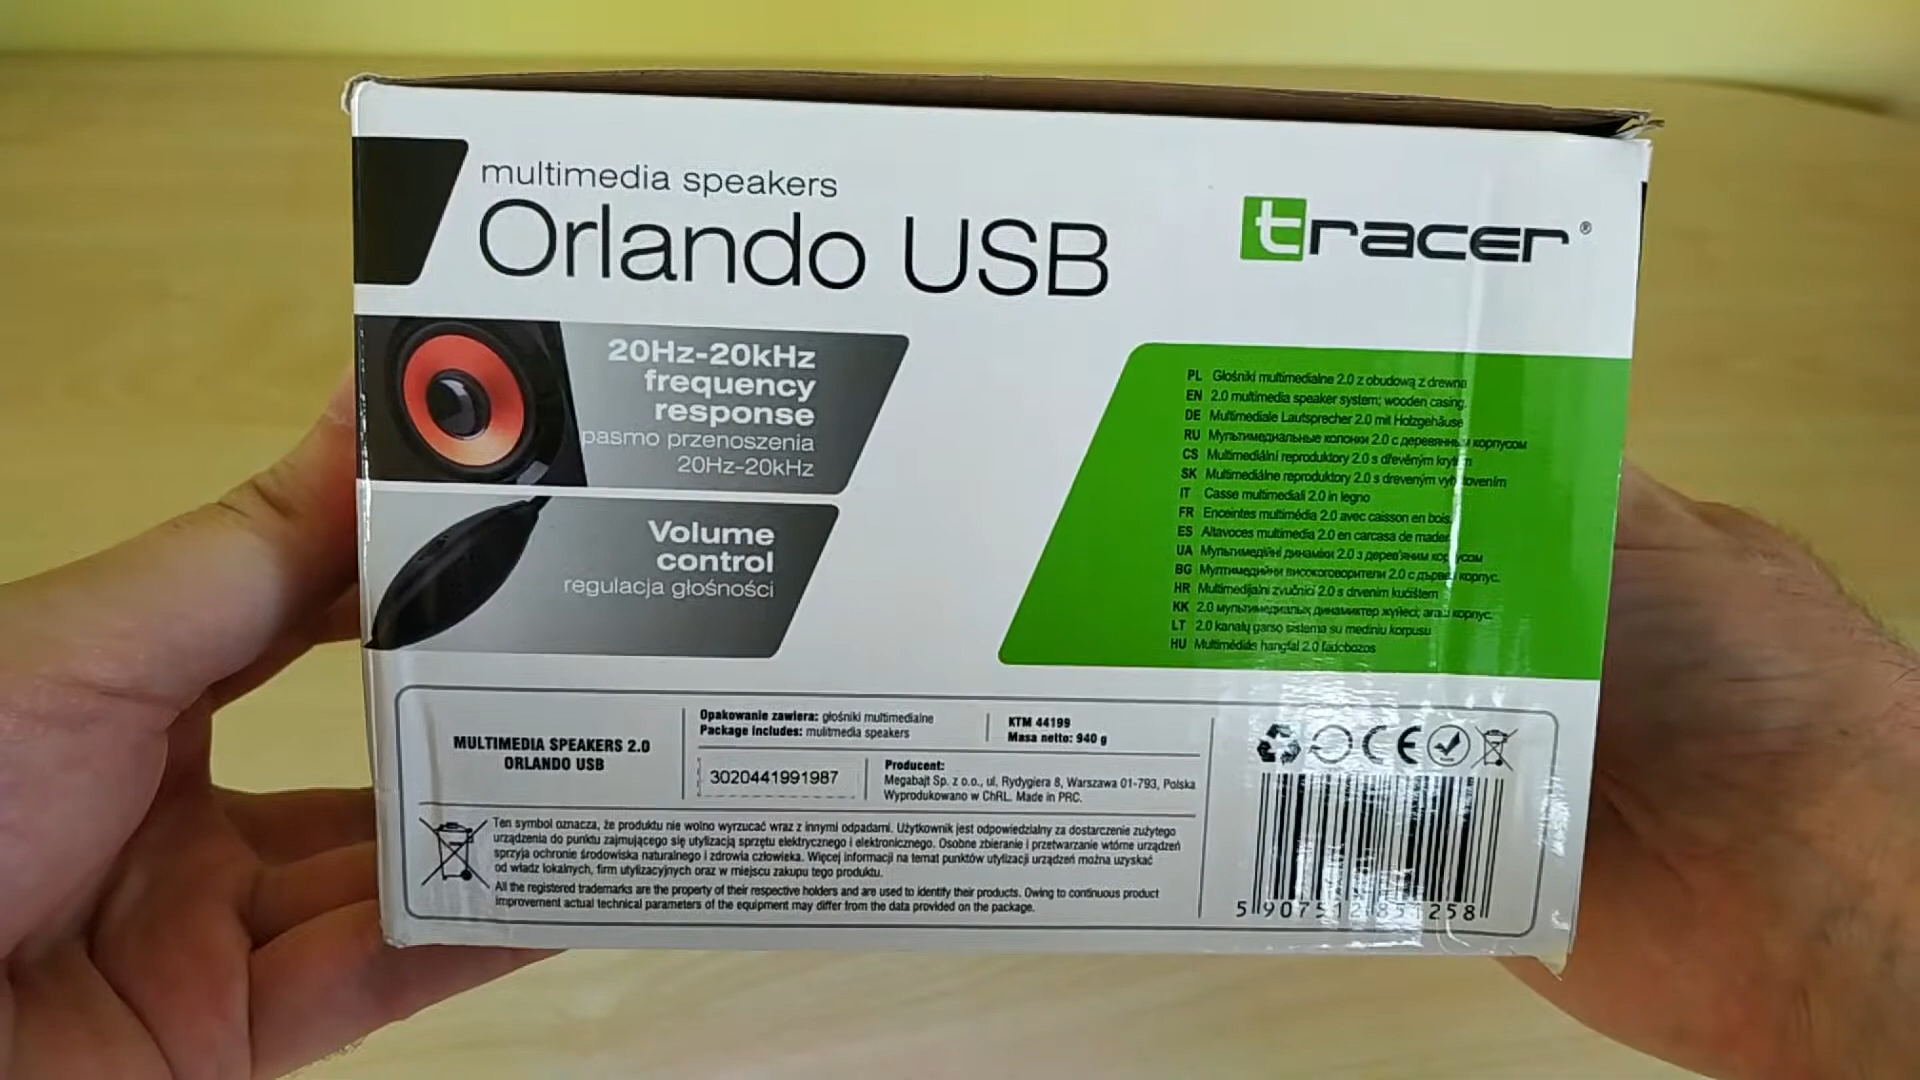 multimedia speakers
Orlando USB
tracer®
20Hz-20kHz
frequency
response
pasmo przenoszenia
20Hz-20kHz
Volume
control
regulacja głośności
PL Głośniki multimedialne 2.0 z obudową z drewna
EN 2.0 multimedia speaker system; wooden casing.
DE Multimediale Lautsprecher 2.0 mit Holzgehäuse
RU Мультимедиальные колонки 2.0 с деревянным корпусом
CS Multimediální reproduktory 2.0 s dřevěným krytem
SK Multimediálne reproduktory 2.0 s dreveným vyhotovením
IT Casse multimediali 2.0 in legno
FR Enceintes multimédia 2.0 avec caisson en bois
ES Altavoces multimedia 2.0 en carcasa de mader
UA Мультимедійні динаміки 2.0 з дерев'яним корпусом
BG Мултимедийни високоговорители 2.0 с дървен корпус.
HR Multimedijalni zvučnici 2.0 s drvenim kućištem
KK 2.0 мультимедиалық динамиктер жүйесі; ағаш корпус.
LT 2.0 kanalų garso sistema su mediniu korpusu
HU Multimédiás hangfal 2.0 fadobozos
MULTIMEDIA SPEAKERS 2.0
ORLANDO USB
Opakowanie zawiera: głośniki multimedialne
Package includes: mulitmedia speakers
KTM 44199
Masa netto: 940 g
3020441991987
Producent:
Megabajt Sp. z o.o., ul. Rydygiera 8, Warszawa 01-793, Polska
Wyprodukowano w ChRL. Made in PRC.
Ten symbol oznacza, że produktu nie wolno wyrzucać wraz z innymi odpadami. Użytkownik jest odpowiedzialny za dostarczenie zużytego
urządzenia do punktu zajmującego się utylizacją sprzętu elektrycznego i elektronicznego. Osobne zbieranie i przetwarzanie wtórne urządzeń
sprzyja ochronie środowiska naturalnego i zdrowia człowieka. Więcej informacji na temat punktów utylizacji urządzeń można uzyskać
od władz lokalnych, firm utylizacyjnych oraz w miejscu zakupu tego produktu.
All the registered trademarks are the property of their respective holders and are used to identify their products. Owing to continuous product
improvement actual technical parameters of the equipment may differ from the data provided on the package.
CE
5 907512 851258